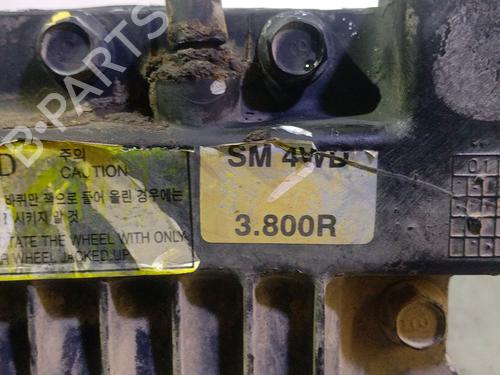 D
주의
CAUTION
바퀴만 잭으로 들어 올린 경우에는
시키지 말 것
TATE THE WHEEL WITH ONLY
R WHEEL JACKED UP
SM 4WD
3.800R
B-PARTS